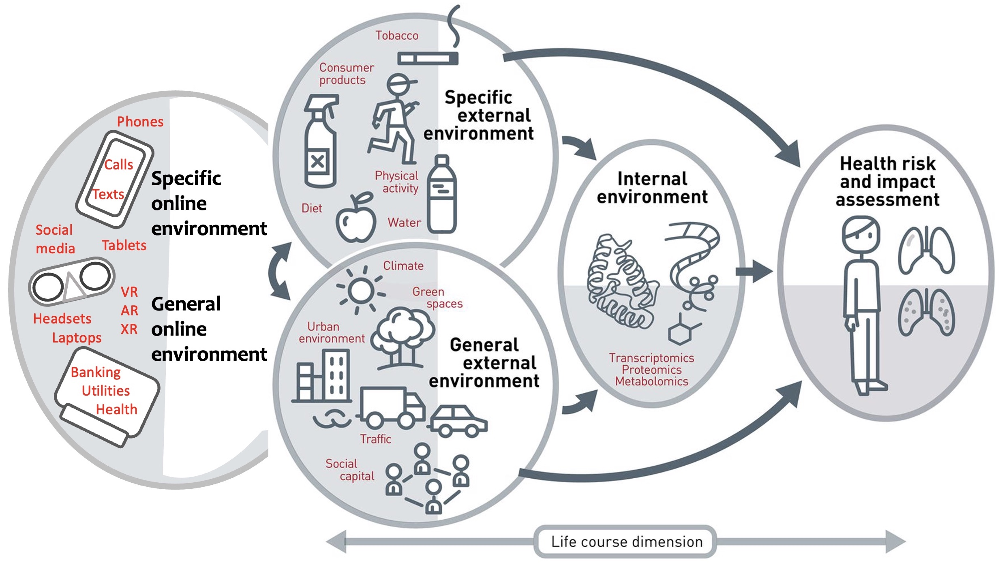 Phones
Calls
Texts
Specific
online
environment
Social
media
Tablets
VR
AR
XR
Headsets
Laptops
General
online
environment
Banking
Utilities
Health
Tobacco
Consumer
products
Specific
external
environment
Physical
activity
Diet
Water
Climate
Green
spaces
Urban
environment
General
external
environment
Traffic
Social
capital
Internal
environment
Transcriptomics
Proteomics
Metabolomics
Health risk
and impact
assessment
Life course dimension